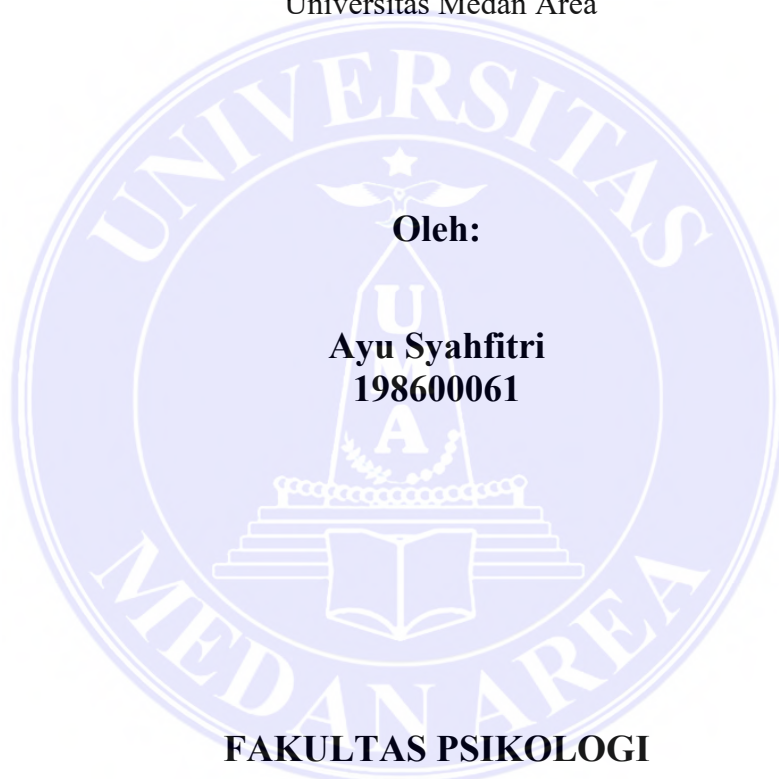 Universitas Medan Area
UNIVERSITAS
Oleh:
U
Ayu Syahfitri
M
198600061
A
MEDAN AREA
FAKULTAS PSIKOLOGI